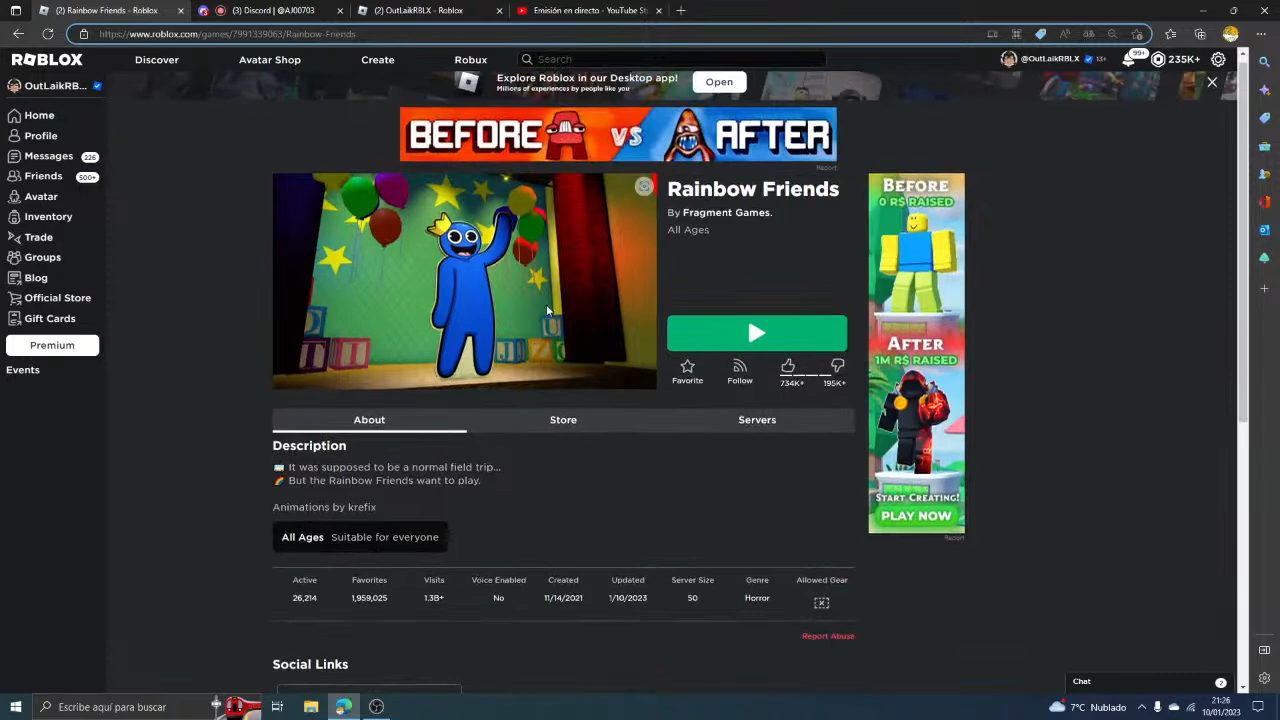 Rainbow Friends - Roblox
(3) Discord | @AJ00703
(2) OutLaikRBLX - Roblox
Emisión en directo - YouTube St
https://www.roblox.com/games/7991339063/Rainbow-Friends
ROBLOX
Discover
Avatar Shop
Create
Robux
Search
@OutLaikRBLX
13+
99+
235K+
OutLaikRB...
Explore Roblox in our Desktop app!
Millions of experiences by people like you
Open
Home
Profile
Messages
226
Friends
500+
Avatar
Inventory
Trade
Groups
Blog
Official Store
Gift Cards
Premium
Events
BEFORE VS AFTER
Report
Rainbow Friends
By Fragment Games.
All Ages
Favorite
Follow
734K+
195K+
BEFORE
0 R$ RAISED
AFTER
1M R$ RAISED
START CREATING!
PLAY NOW
Report
About
Store
Servers
Description
It was supposed to be a normal field trip...
But the Rainbow Friends want to play.
Animations by krefix
All Ages Suitable for everyone
Active Favorites Visits Voice Enabled Created Updated Server Size Genre Allowed Gear
26,214 1,959,025 1.3B+ No 11/14/2021 1/10/2023 50 Horror
Report Abuse
Social Links
Chat
2
Escribe aquí para buscar
7°C Nublado
21:26
10/01/2023